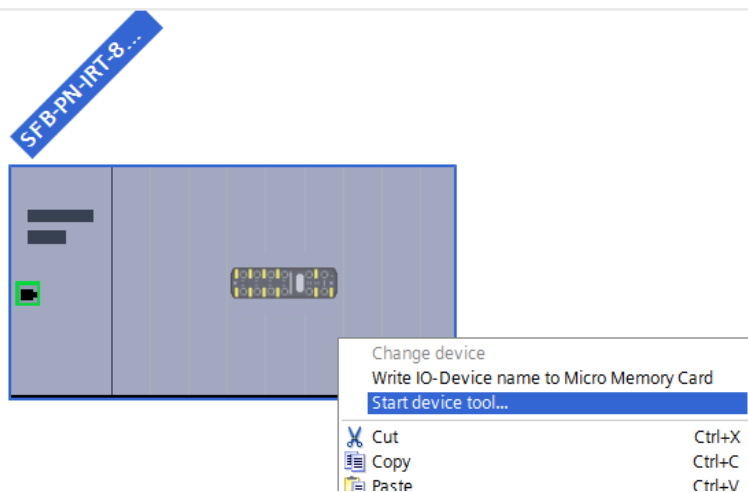 SFB-PN-IRT-8...
Change device
Write IO-Device name to Micro Memory Card
Start device tool...
Cut Ctrl+X
Copy Ctrl+C
Paste Ctrl+V